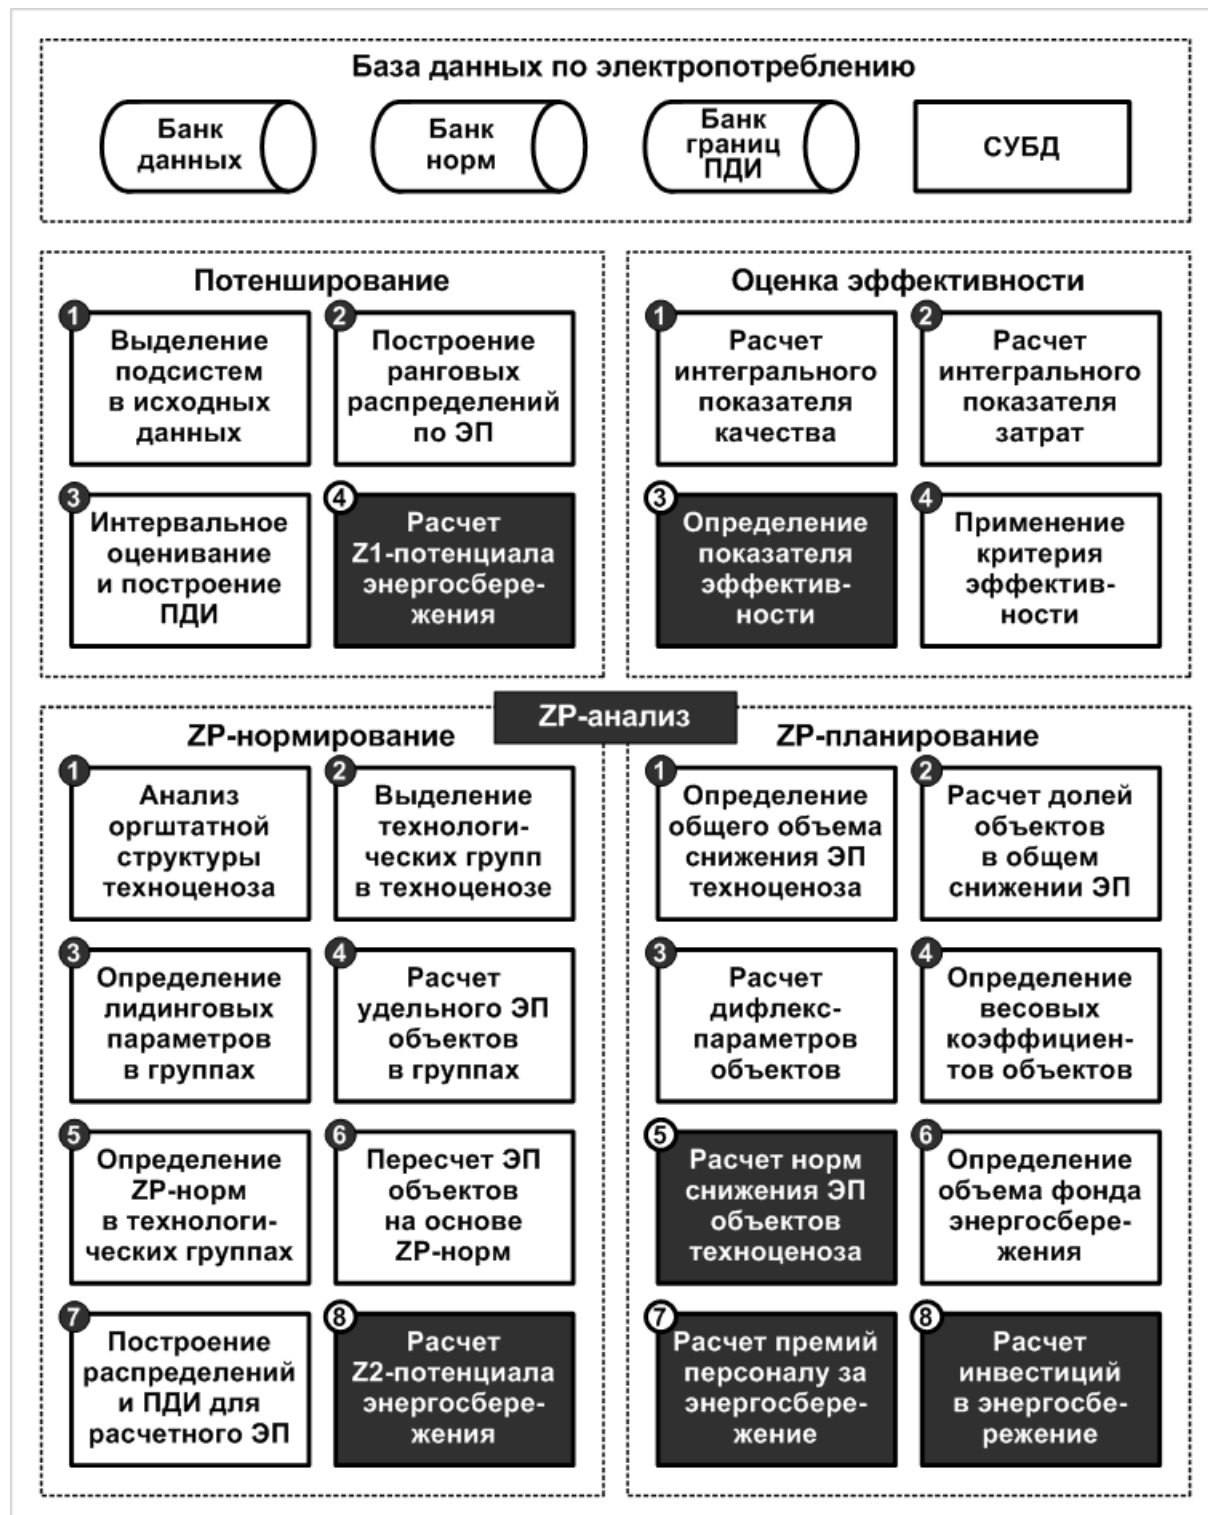 База данных по электропотреблению
Банк
данных
Банк
норм
Банк
границ
ПДИ
СУБД
Потенширование
1
Выделение
подсистем
в исходных
данных
2
Построение
ранговых
распределений
по ЭП
3
Интервальное
оценивание
и построение
ПДИ
4
Расчет
Z1-потенциала
энергосбере-
жения
Оценка эффективности
1
Расчет
интегрального
показателя
качества
2
Расчет
интегрального
показателя
затрат
3
Определение
показателя
эффектив-
ности
4
Применение
критерия
эффектив-
ности
ZP-анализ
ZP-нормирование
1
Анализ
оргштатной
структуры
техноценоза
2
Выделение
технологи-
ческих групп
в техноценозе
3
Определение
лидинговых
параметров
в группах
4
Расчет
удельного ЭП
объектов
в группах
5
Определение
ZP-норм
в технологи-
ческих группах
6
Пересчет ЭП
объектов
на основе
ZP-норм
7
Построение
распределений
и ПДИ для
расчетного ЭП
8
Расчет
Z2-потенциала
энергосбере-
жения
ZP-планирование
1
Определение
общего объема
снижения ЭП
техноценоза
2
Расчет долей
объектов
в общем
снижении ЭП
3
Расчет
дифлекс-
параметров
объектов
4
Определение
весовых
коэффициен-
тов объектов
5
Расчет норм
снижения ЭП
объектов
техноценоза
6
Определение
объема фонда
энергосбере-
жения
7
Расчет премий
персоналу за
энергосбере-
жение
8
Расчет
инвестиций
в энергосбе-
режение